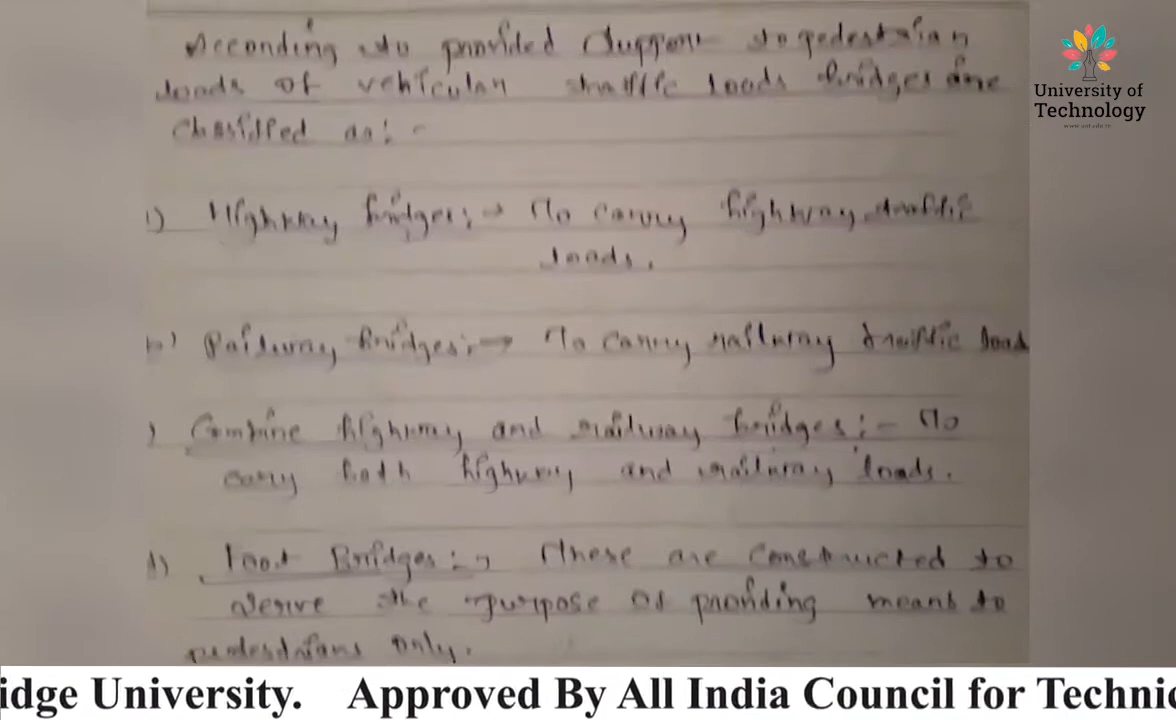 According to provided Support to pedestrian
loads of vehicular traffic loads bridges are
classified as:-
Highway bridges:→ To carry highway traffic
loads.
b) Railway bridges:→ To carry railway traffic load
) Combine highway and railway bridges:- To
carry both highway and railway loads.
d) Foot Bridges:→ These are constructed to
serive the purpose of providing means to
pedestrians only.
University of
Technology
idge University. Approved By All India Council for Technic